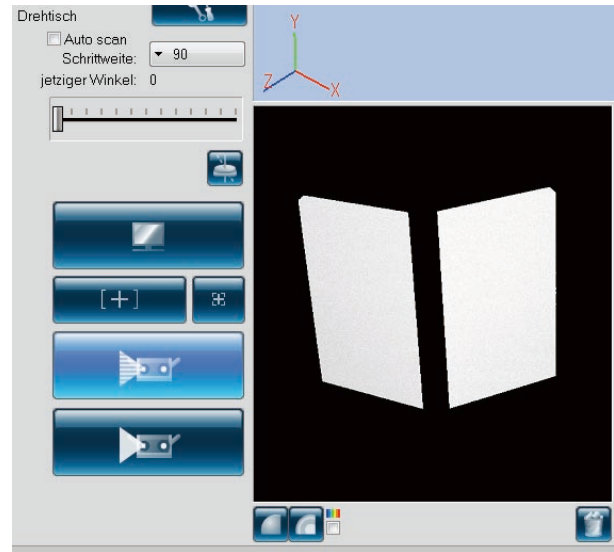 Drehtisch
Auto scan
Schrittweite: 90
jetziger Winkel: 0
Y
Z X